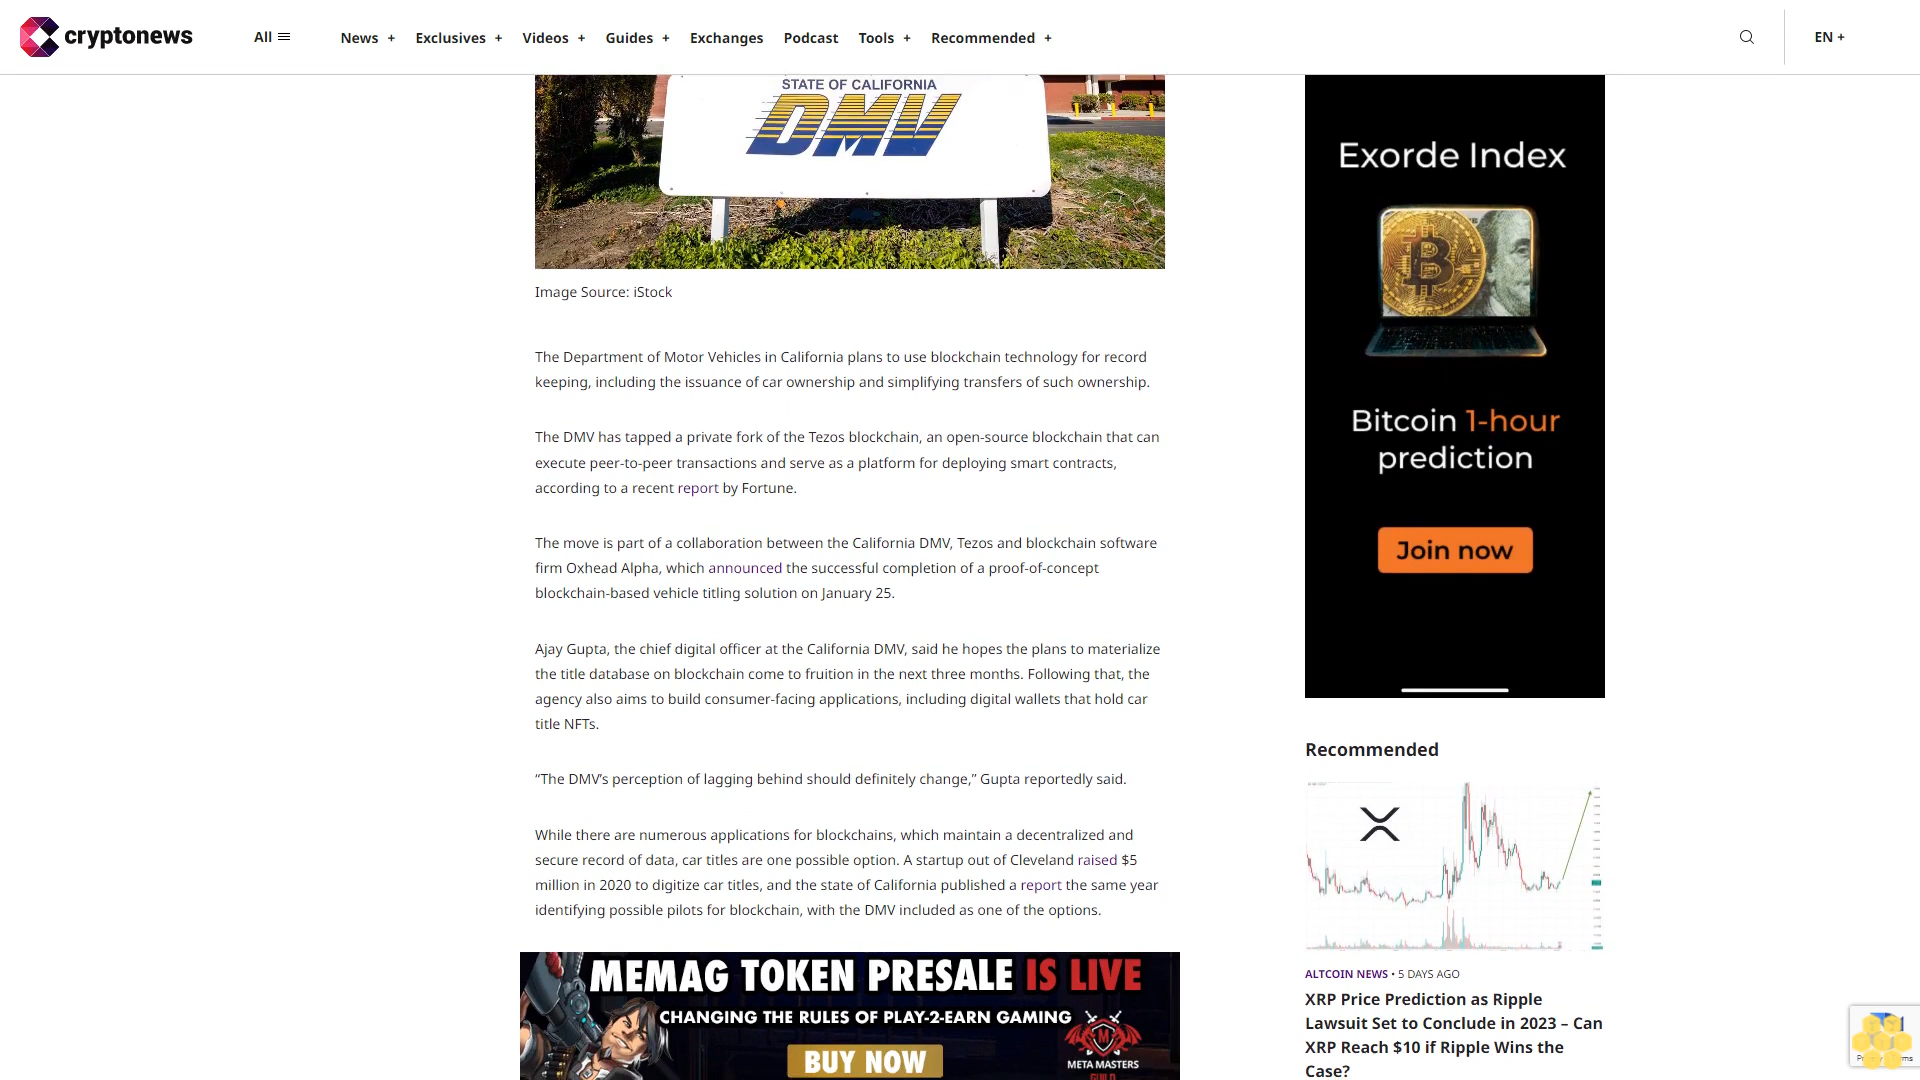 cryptonews
All
News +
Exclusives +
Videos +
Guides +
Exchanges
Podcast
Tools +
Recommended +
EN +
STATE OF CALIFORNIA
DMV
Image Source: iStock
The Department of Motor Vehicles in California plans to use blockchain technology for record
keeping, including the issuance of car ownership and simplifying transfers of such ownership.
The DMV has tapped a private fork of the Tezos blockchain, an open-source blockchain that can
execute peer-to-peer transactions and serve as a platform for deploying smart contracts,
according to a recent report by Fortune.
The move is part of a collaboration between the California DMV, Tezos and blockchain software
firm Oxhead Alpha, which announced the successful completion of a proof-of-concept
blockchain-based vehicle titling solution on January 25.
Ajay Gupta, the chief digital officer at the California DMV, said he hopes the plans to materialize
the title database on blockchain come to fruition in the next three months. Following that, the
agency also aims to build consumer-facing applications, including digital wallets that hold car
title NFTs.
“The DMV’s perception of lagging behind should definitely change,” Gupta reportedly said.
While there are numerous applications for blockchains, which maintain a decentralized and
secure record of data, car titles are one possible option. A startup out of Cleveland raised $5
million in 2020 to digitize car titles, and the state of California published a report the same year
identifying possible pilots for blockchain, with the DMV included as one of the options.
MEMAG TOKEN PRESALE IS LIVE
CHANGING THE RULES OF PLAY-2-EARN GAMING
BUY NOW
META MASTERS
GUILD
Exorde Index
Bitcoin 1-hour
prediction
Join now
Recommended
ALTCOIN NEWS • 5 DAYS AGO
XRP Price Prediction as Ripple
Lawsuit Set to Conclude in 2023 – Can
XRP Reach $10 if Ripple Wins the
Case?